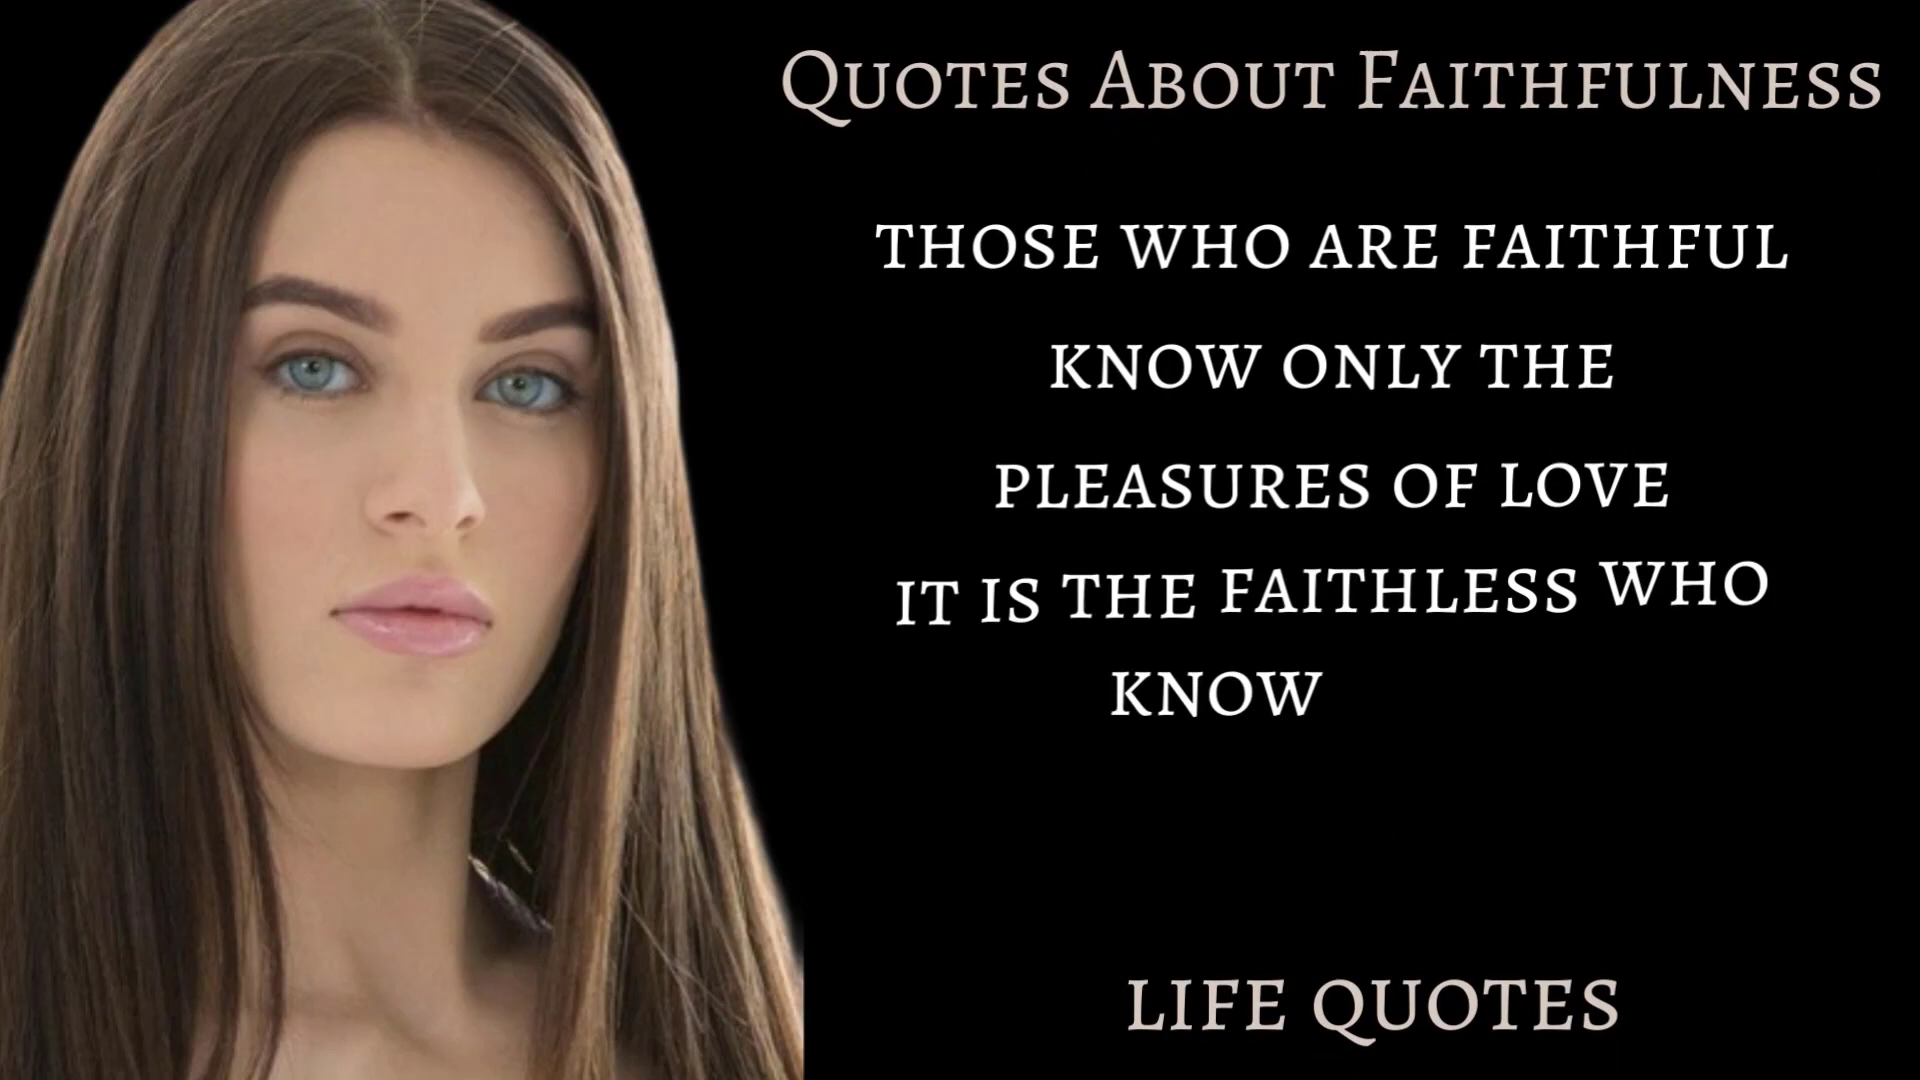 Quotes About Faithfulness
THOSE WHO ARE FAITHFUL
KNOW ONLY THE
PLEASURES OF LOVE
IT IS THE FAITHLESS WHO
KNOW
LIFE QUOTES